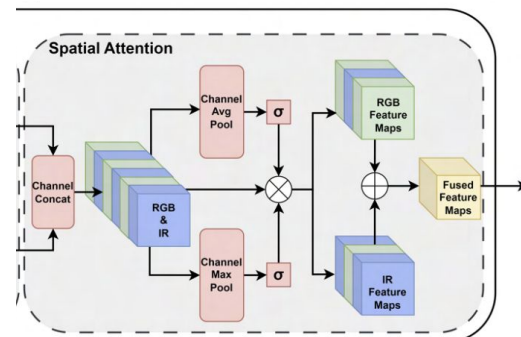 Spatial Attention
Channel
Concat
RGB
&
IR
Channel
Avg
Pool
σ
Channel
Max
Pool
σ
RGB
Feature
Maps
IR
Feature
Maps
Fused
Feature
Maps